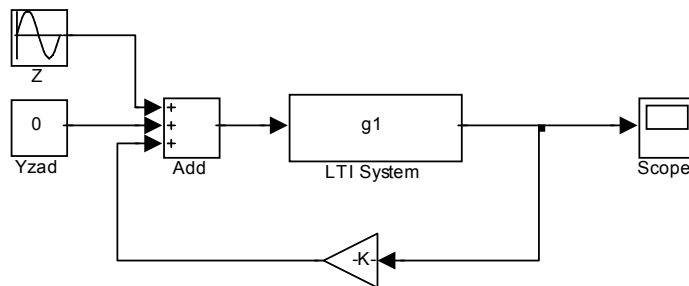 Z
0
Yzad
+
+
+
Add
g1
LTI System
Scope
-K-